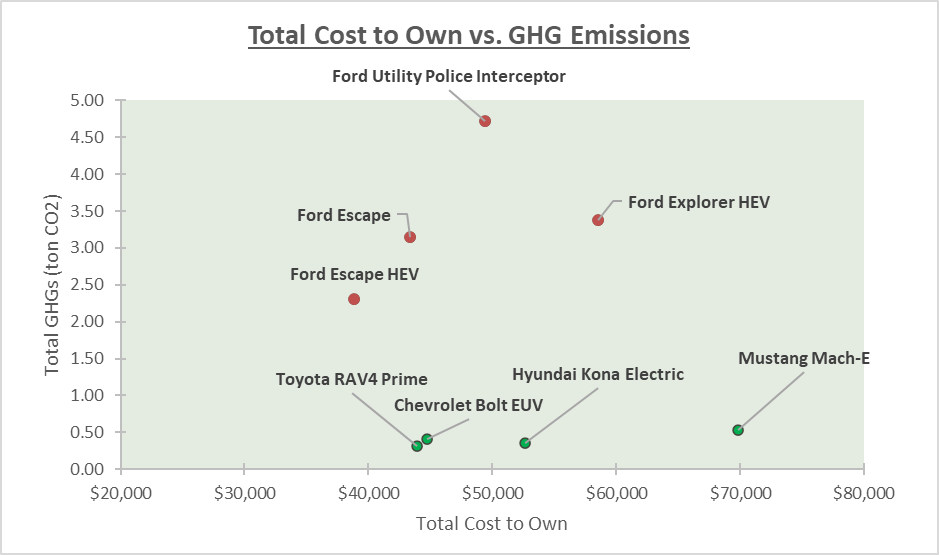 Total Cost to Own vs. GHG Emissions
Ford Utility Police Interceptor
5.00
4.50
4.00
3.50
3.00
2.50
2.00
1.50
1.00
0.50
0.00
Total GHGs (ton CO2)
Ford Explorer HEV
Ford Escape
Ford Escape HEV
Mustang Mach-E
Hyundai Kona Electric
Toyota RAV4 Prime
Chevrolet Bolt EUV
$20,000 $30,000 $40,000 $50,000 $60,000 $70,000 $80,000
Total Cost to Own